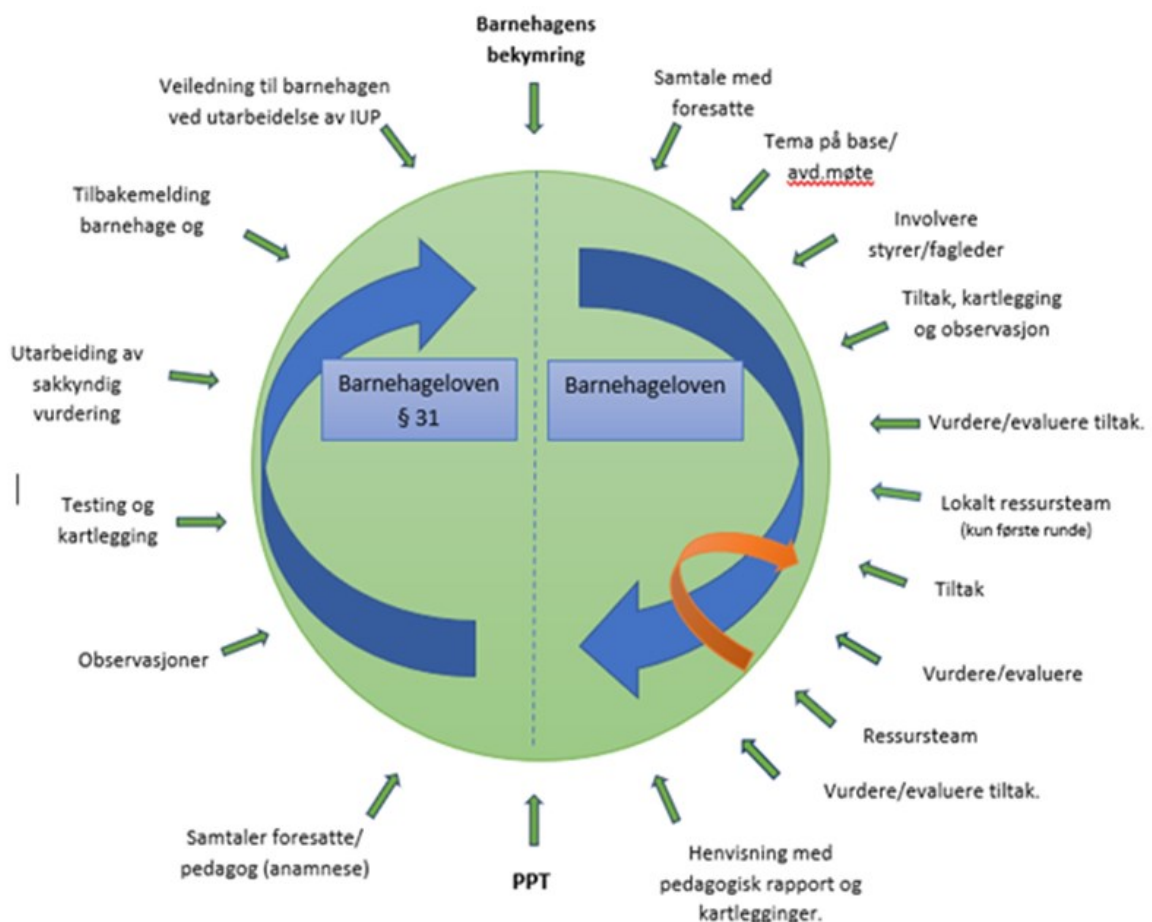 Barnehagens
bekymring
Samtale med
foresatte
Tema på base/
avd.møte
Involvere
styrer/fagleder
Tiltak, kartlegging
og observasjon
Vurdere/evaluere tiltak.
Lokalt ressursteam
(kun første runde)
Tiltak
Vurdere/evaluere
Ressursteam
Vurdere/evaluere tiltak.
Henvisning med
pedagogisk rapport og
kartlegginger.
PPT
Samtaler foresatte/
pedagog (anamnese)
Observasjoner
Testing og
kartlegging
Utarbeiding av
sakkyndig
vurdering
Tilbakemelding
barnehage og
Veiledning til barnehagen
ved utarbeidelse av IUP
Barnehageloven
§ 31
Barnehageloven